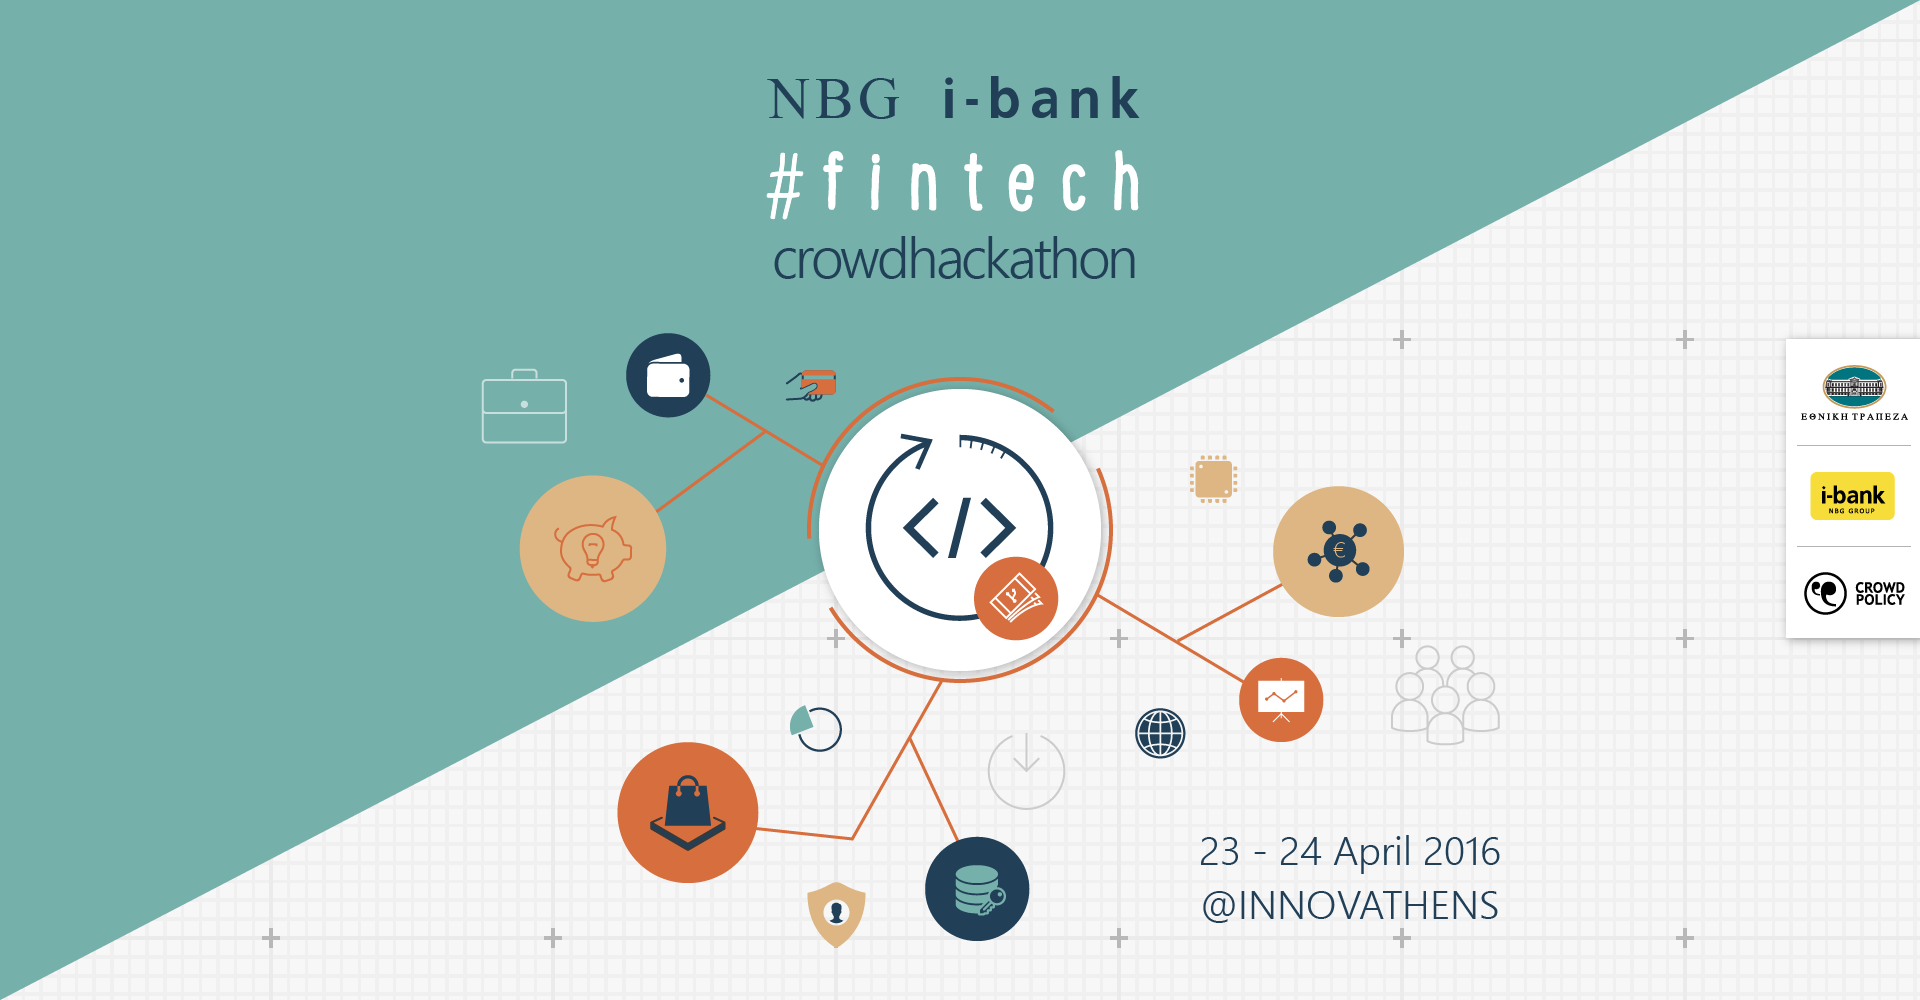 NBG i-bank
#fintech
crowdhackathon
ΕΘΝΙΚΗ ΤΡΑΠΕΖΑ
i-bank
NBG GROUP
CROWD
POLICY
</>
€
23 - 24 April 2016
@INNOVATHENS